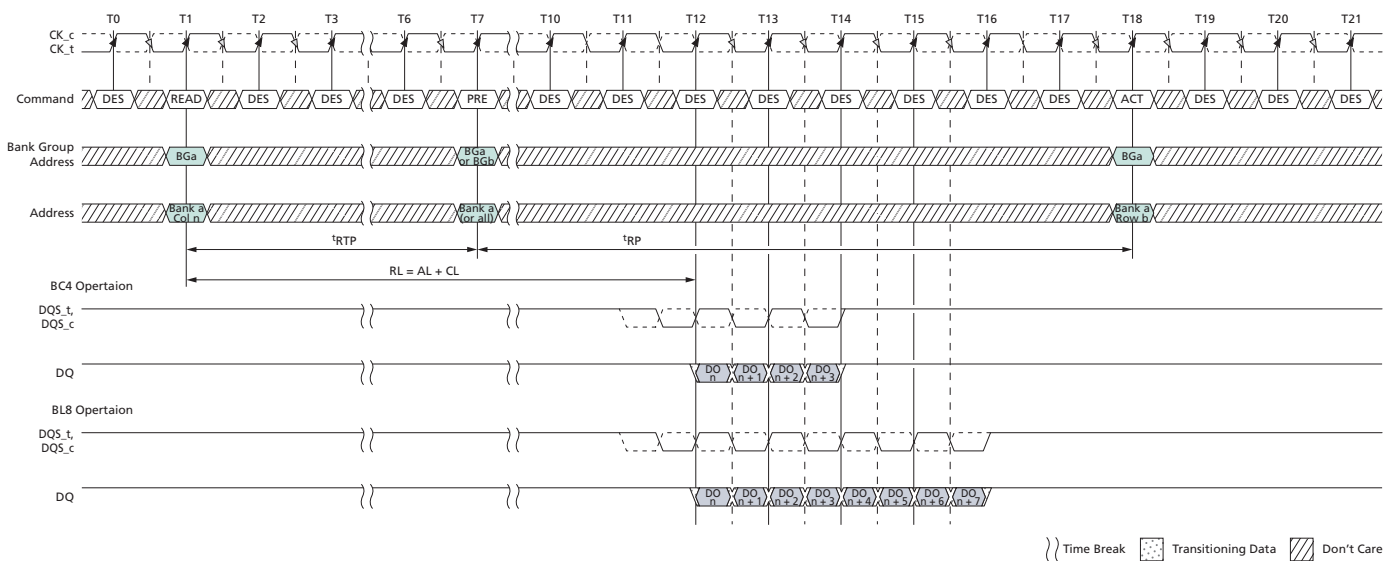 T0 T1 T2 T3 T6 T7 T10 T11 T12 T13 T14 T15 T16 T17 T18 T19 T20 T21
CK_c
CK_t
Command DES READ DES DES DES PRE DES DES DES DES DES DES DES DES ACT DES DES DES
Bank Group
Address
BGa
BGa
or BGb
BGa
Address
Bank a
Col n
Bank a
(or all)
Bank a
Row b
tRTP tRP
RL = AL + CL
BC4 Opertaion
DQS_t,
DQS_c
DQ
DO
n
DO
n + 1
DO
n + 2
DO
n + 3
BL8 Opertaion
DQS_t,
DQS_c
DQ
DO
n
DO
n + 1
DO
n + 2
DO
n + 3
DO
n + 4
DO
n + 5
DO
n + 6
DO
n + 7
Time Break Transitioning Data Don't Care